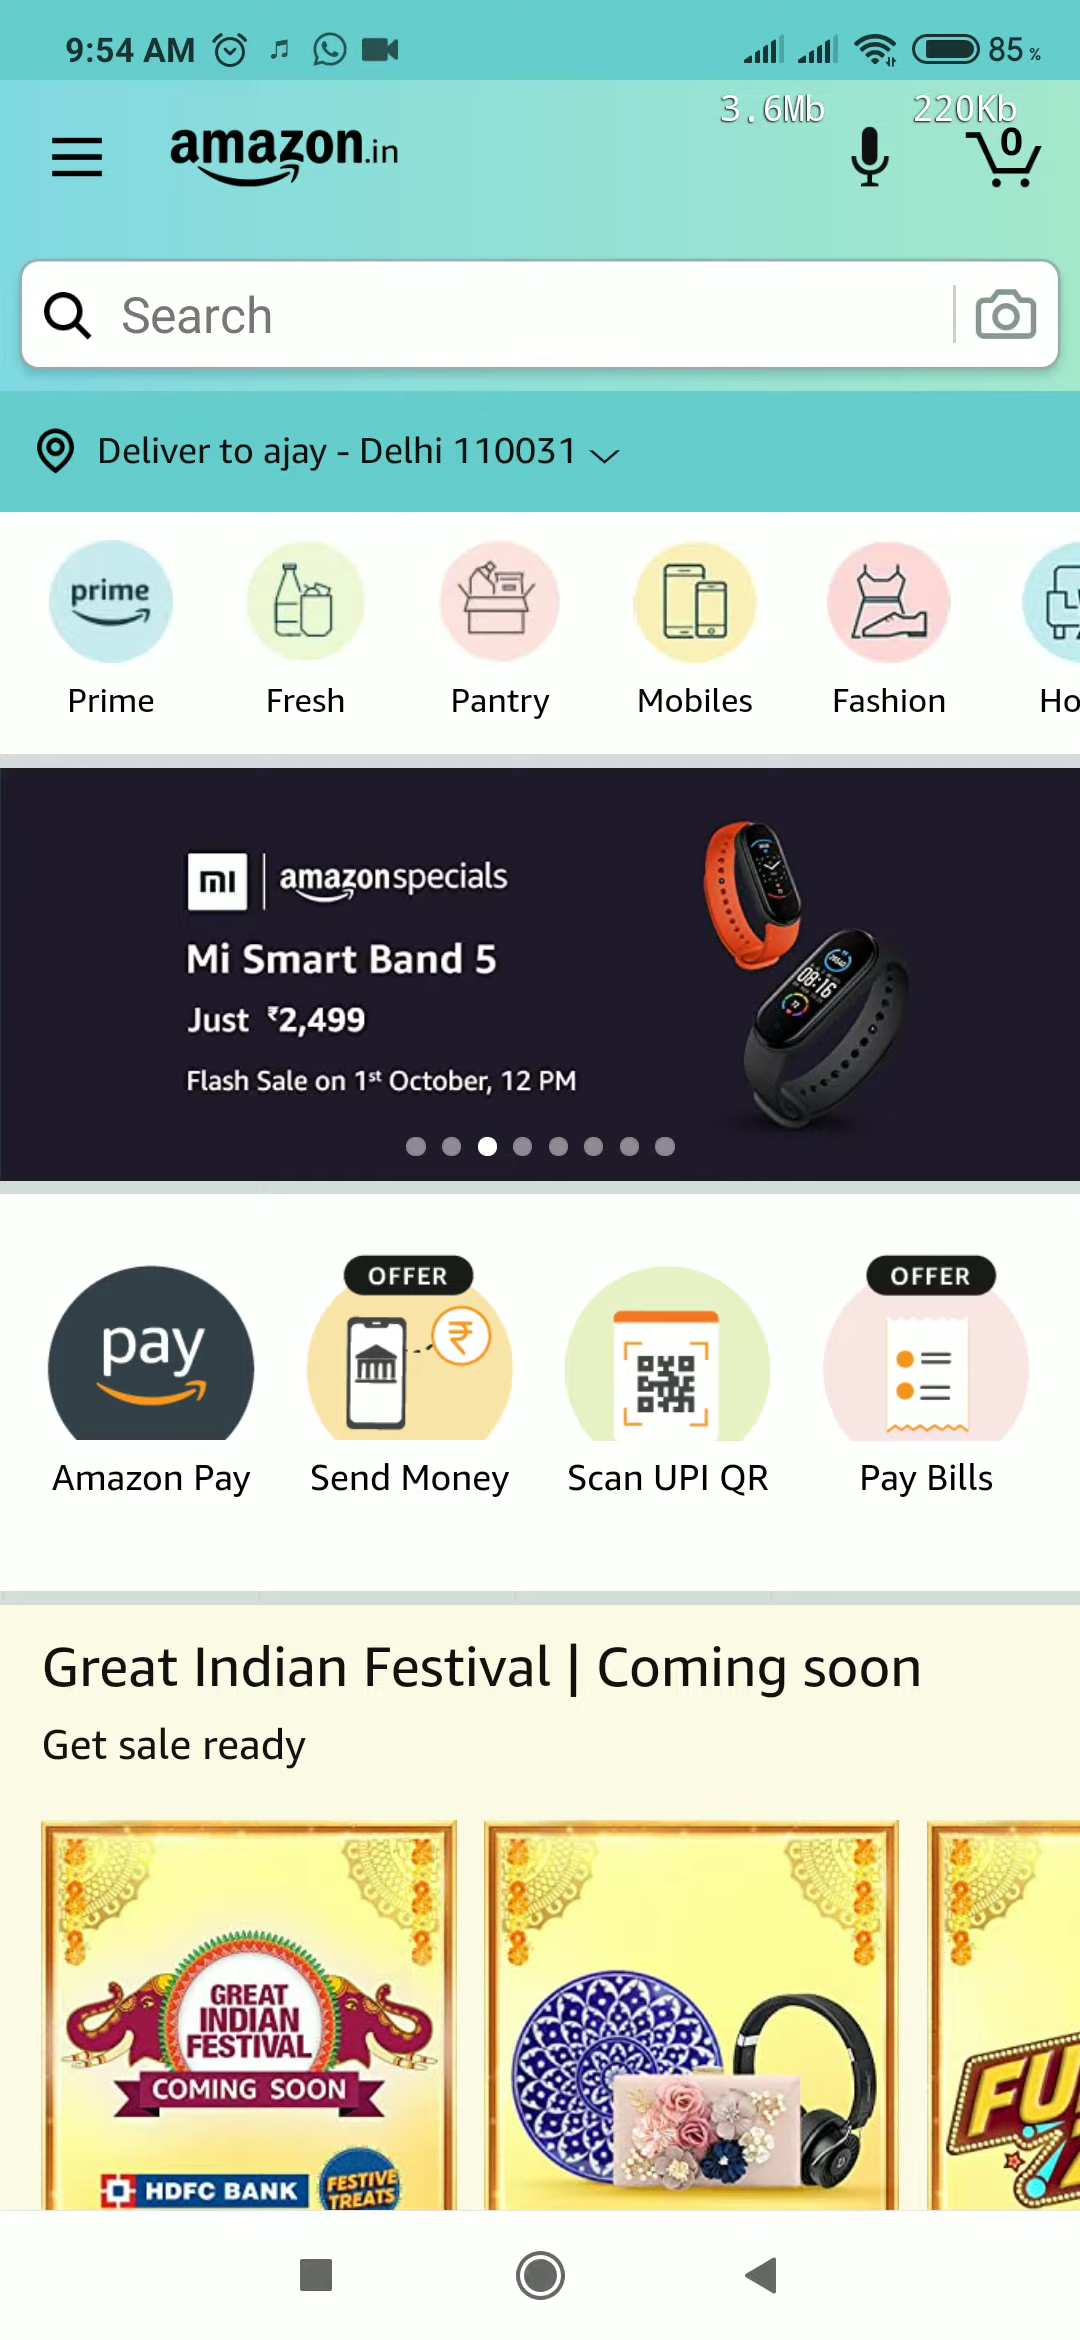 9:54 AM 85 %
3.6Mb 220Kb
amazon.in 0
Search
Deliver to ajay - Delhi 110031
prime
Prime Fresh Pantry Mobiles Fashion Ho
mi | amazonspecials
Mi Smart Band 5
Just ₹2,499
Flash Sale on 1st October, 12 PM
08:16
OFFER OFFER
pay ₹
Amazon Pay Send Money Scan UPI QR Pay Bills
Great Indian Festival | Coming soon
Get sale ready
GREAT
INDIAN
FESTIVAL
COMING SOON
FU
HDFC BANK
FESTIVE
TREATS